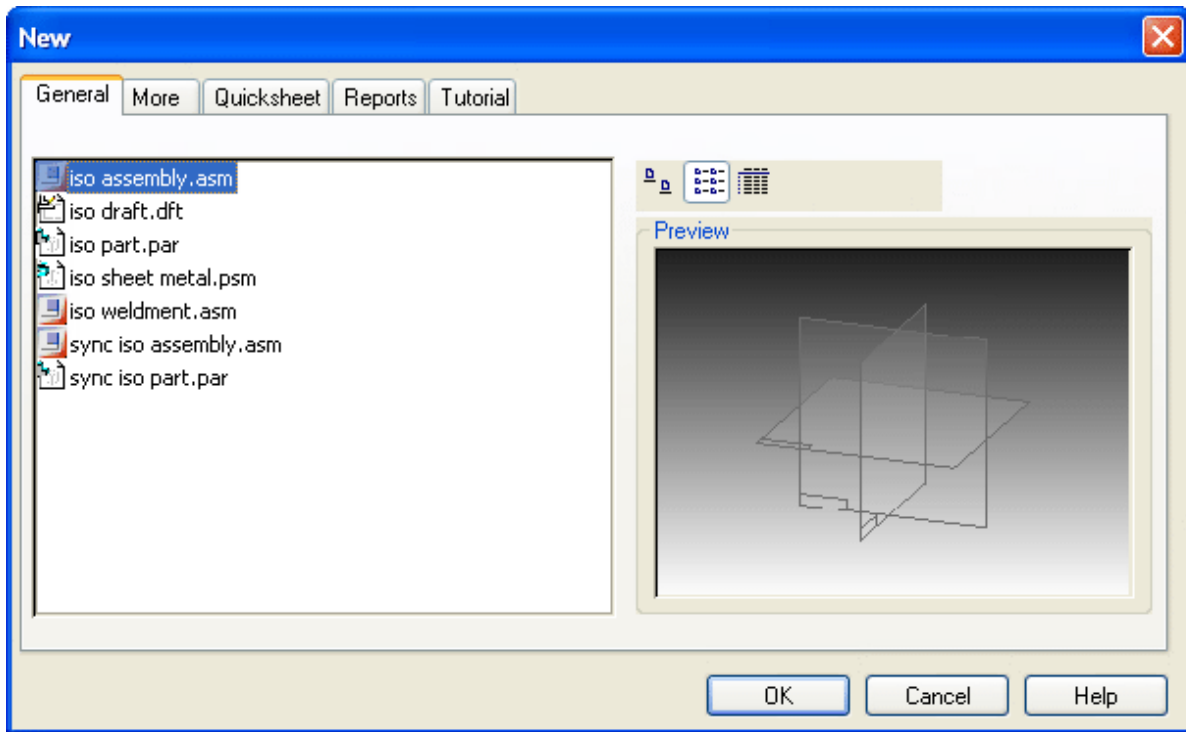 New
General More Quicksheet Reports Tutorial
iso assembly.asm
iso draft.dft
iso part.par
iso sheet metal.psm
iso weldment.asm
sync iso assembly.asm
sync iso part.par
Preview
OK Cancel Help